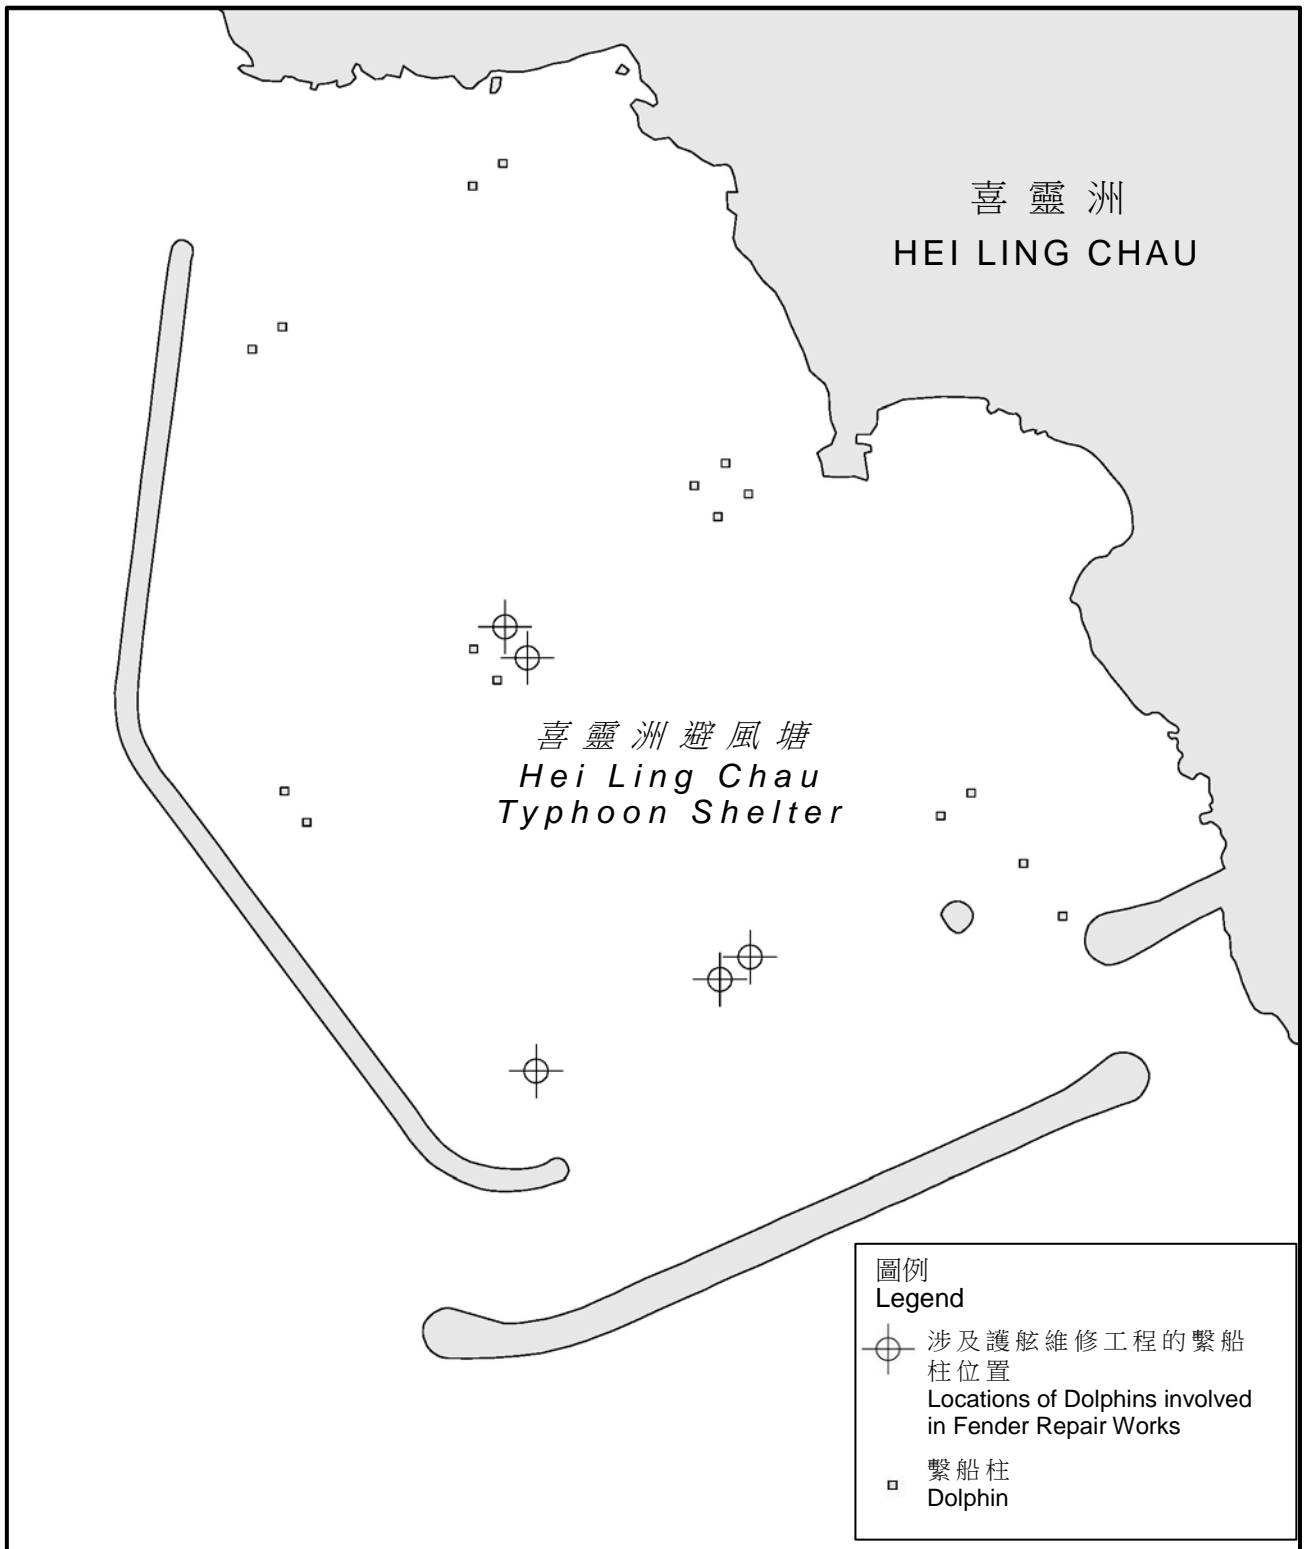 喜靈洲
HEI LING CHAU
喜靈洲避風塘
Hei Ling Chau
Typhoon Shelter
圖例
Legend
涉及護舷維修工程的繫船
柱位置
Locations of Dolphins involved
in Fender Repair Works
繫船柱
Dolphin